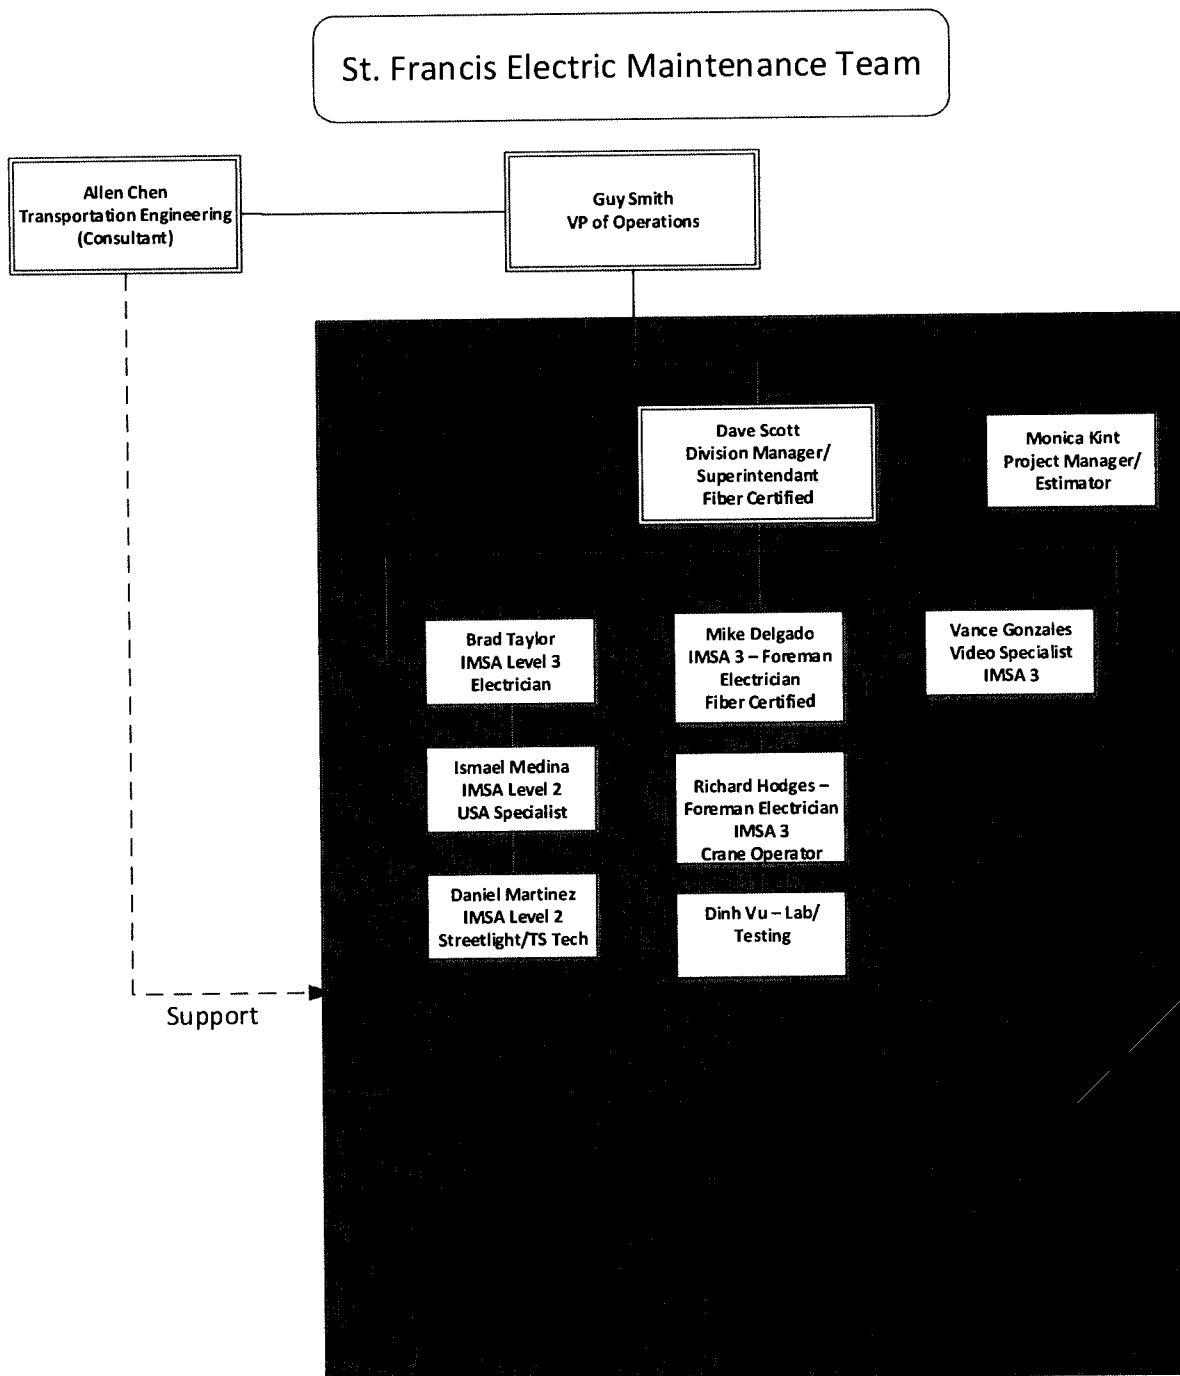 St. Francis Electric Maintenance Team
Allen Chen
Transportation Engineering
(Consultant)
Guy Smith
VP of Operations
Dave Scott
Division Manager/
Superintendant
Fiber Certified
Monica Kint
Project Manager/
Estimator
Brad Taylor
IMSA Level 3
Electrician
Mike Delgado
IMSA 3 – Foreman
Electrician
Fiber Certified
Vance Gonzales
Video Specialist
IMSA 3
Ismael Medina
IMSA Level 2
USA Specialist
Richard Hodges –
Foreman Electrician
IMSA 3
Crane Operator
Daniel Martinez
IMSA Level 2
Streetlight/TS Tech
Dinh Vu – Lab/
Testing
Support